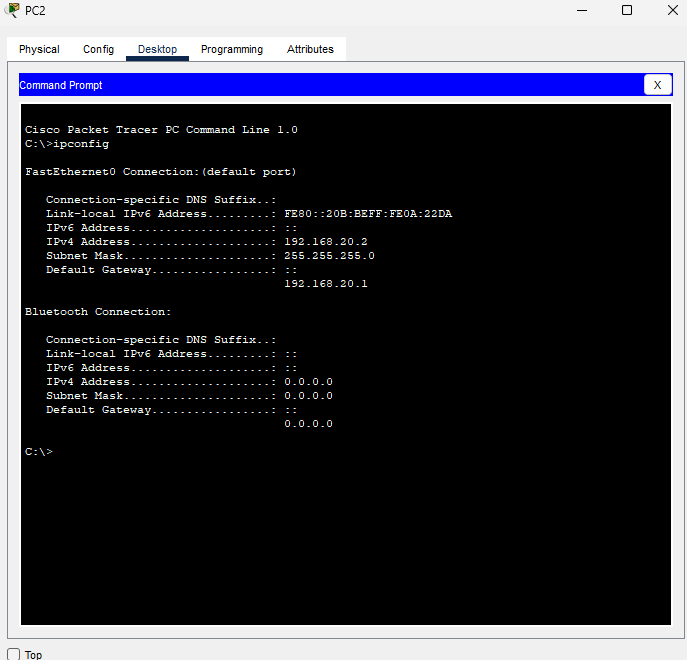 PC2
Physical Config Desktop Programming Attributes
Command Prompt X
Cisco Packet Tracer PC Command Line 1.0
C:\>ipconfig
FastEthernet0 Connection:(default port)
Connection-specific DNS Suffix..:
Link-local IPv6 Address.........: FE80::20B:BEFF:FE0A:22DA
IPv6 Address....................: ::
IPv4 Address....................: 192.168.20.2
Subnet Mask.....................: 255.255.255.0
Default Gateway.................: ::
192.168.20.1
Bluetooth Connection:
Connection-specific DNS Suffix..:
Link-local IPv6 Address.........: ::
IPv6 Address....................: ::
IPv4 Address....................: 0.0.0.0
Subnet Mask.....................: 0.0.0.0
Default Gateway.................: ::
0.0.0.0
C:\>
Top